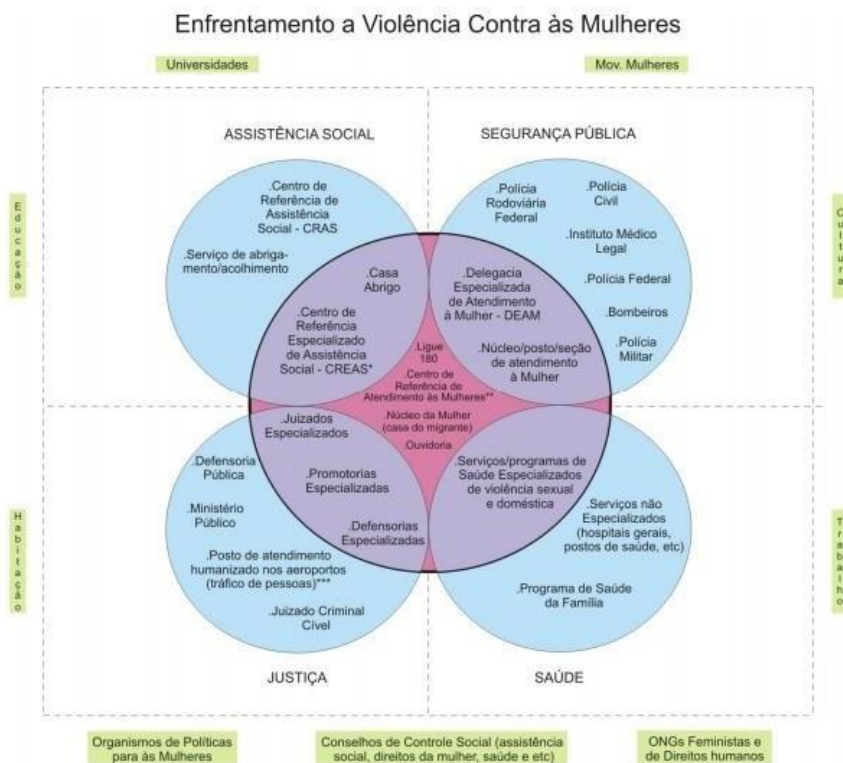 Enfrentamento a Violência Contra às Mulheres
Universidades
Mov. Mulheres
Educação
Cultura
ASSISTÊNCIA SOCIAL
.Centro de
Referência de
Assistência
Social - CRAS
.Serviço de abriga-
mento/acolhimento
.Casa
Abrigo
.Centro de
Referência
Especializado
de Assistência
Social - CREAS*
SEGURANÇA PÚBLICA
.Polícia
Rodoviária
Federal
.Polícia
Civil
.Instituto Médico
Legal
.Polícia Federal
.Bombeiros
.Polícia
Militar
.Delegacia
Especializada
de Atendimento
à Mulher - DEAM
.Núcleo/posto/seção
de atendimento
à Mulher
.Ligue
180
.Centro de
Referência de
Atendimento às Mulheres**
.Núcleo da Mulher
(casa do migrante)
.Ouvidoria
Habitação
Trabalho
.Juizados
Especializados
.Promotorias
Especializadas
.Defensorias
Especializadas
.Defensoria
Pública
.Ministério
Público
.Posto de atendimento
humanizado nos aeroportos
(tráfico de pessoas)***
.Juizado Criminal
Cível
JUSTIÇA
.Serviços/programas de
Saúde Especializados
de violência sexual
e doméstica
.Serviços não
Especializados
(hospitais gerais,
postos de saúde, etc)
.Programa de Saúde
da Família
SAÚDE
Organismos de Políticas
para às Mulheres
Conselhos de Controle Social (assistência
social, direitos da mulher, saúde e etc)
ONGs Feministas e
de Direitos humanos